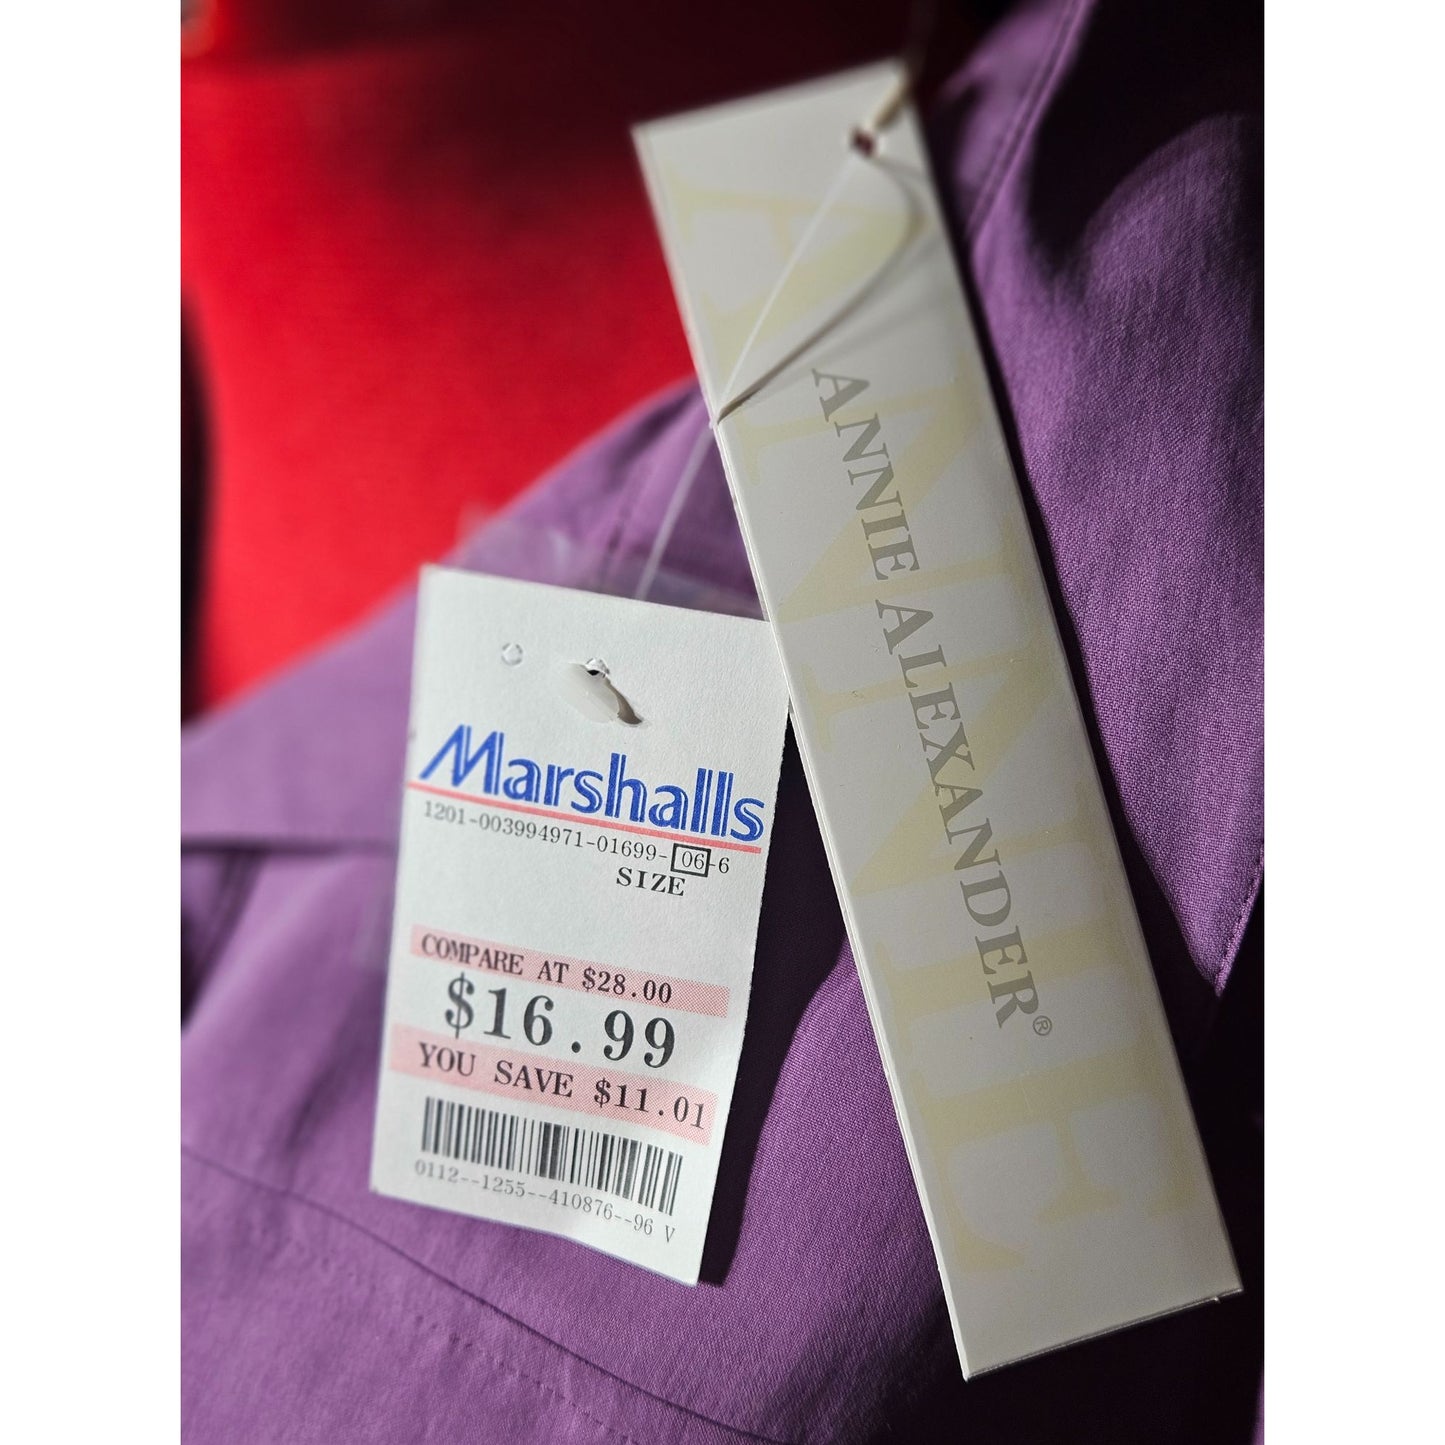 ANNIE
ANNIE ALEXANDER®
Marshalls
1201-003994971-01699-06-6
SIZE
COMPARE AT $28.00
$16.99
YOU SAVE $11.01
0112--1255--410876--96 V